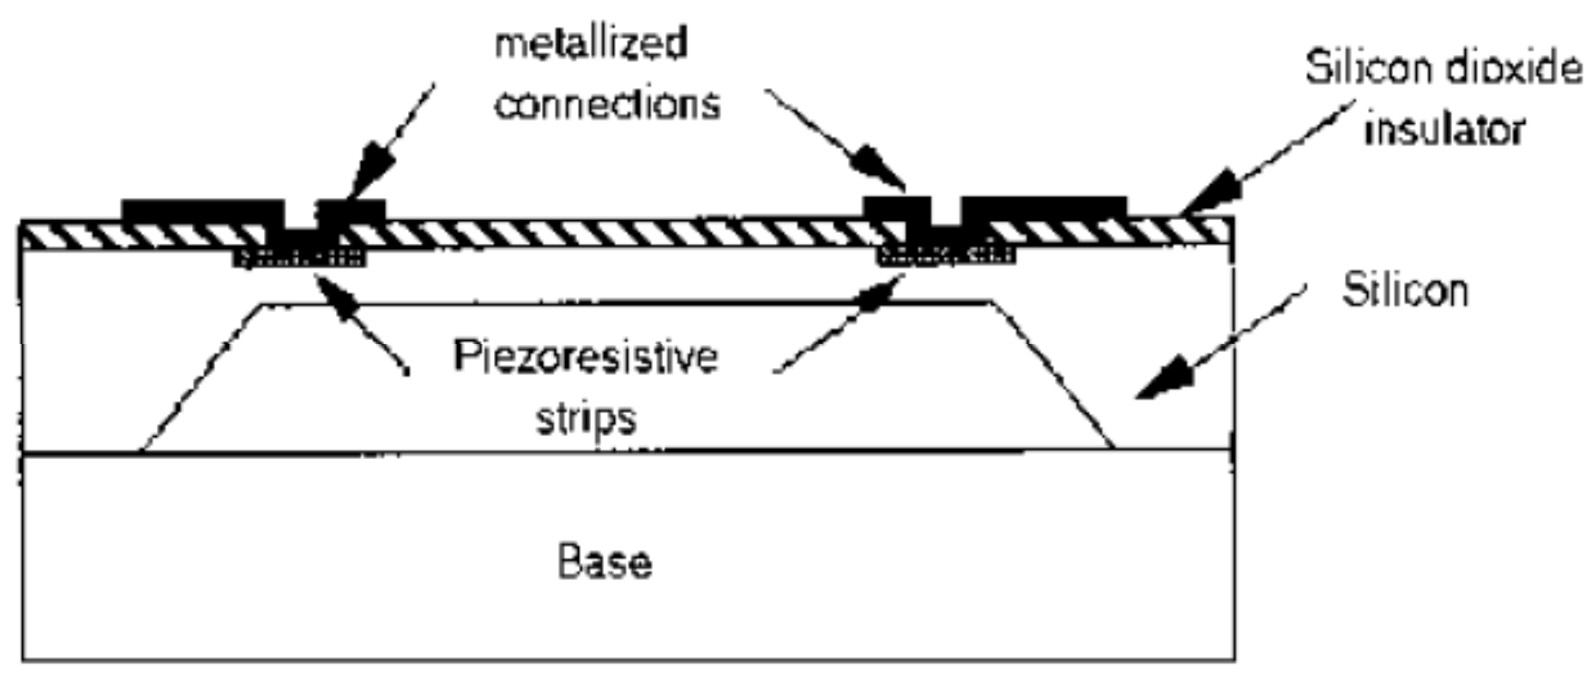 metallized
connections
Silicon dioxide
insulator
Silicon
Piezoresistive
strips
Base